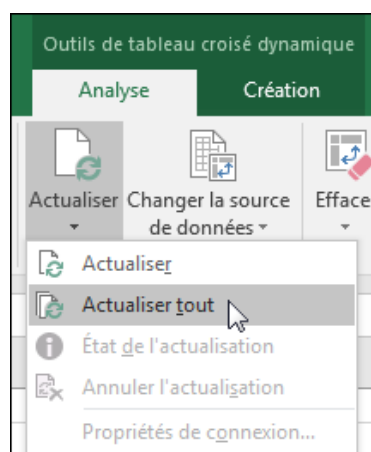 Outils de tableau croisé dynamique
Analyse Création
Actualiser Changer la source Efface
de données
Actualiser
Actualiser tout
État de l'actualisation
Annuler l'actualisation
Propriétés de connexion...